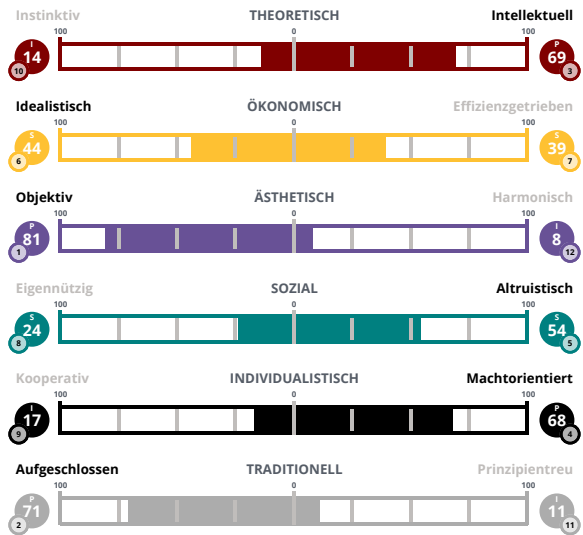 Instinktiv THEORETISCH Intellektuell
100 0 100
I 14 10 P 69 3
Idealistisch ÖKONOMISCH Effizienzgetrieben
100 0 100
S 44 6 S 39 7
Objektiv ÄSTHETISCH Harmonisch
100 0 100
P 81 1 I 8 12
Eigennützig SOZIAL Altruistisch
100 0 100
S 24 8 S 54 5
Kooperativ INDIVIDUALISTISCH Machtorientiert
100 0 100
I 17 9 P 68 4
Aufgeschlossen TRADITIONELL Prinzipientreu
100 0 100
P 71 2 I 11 11